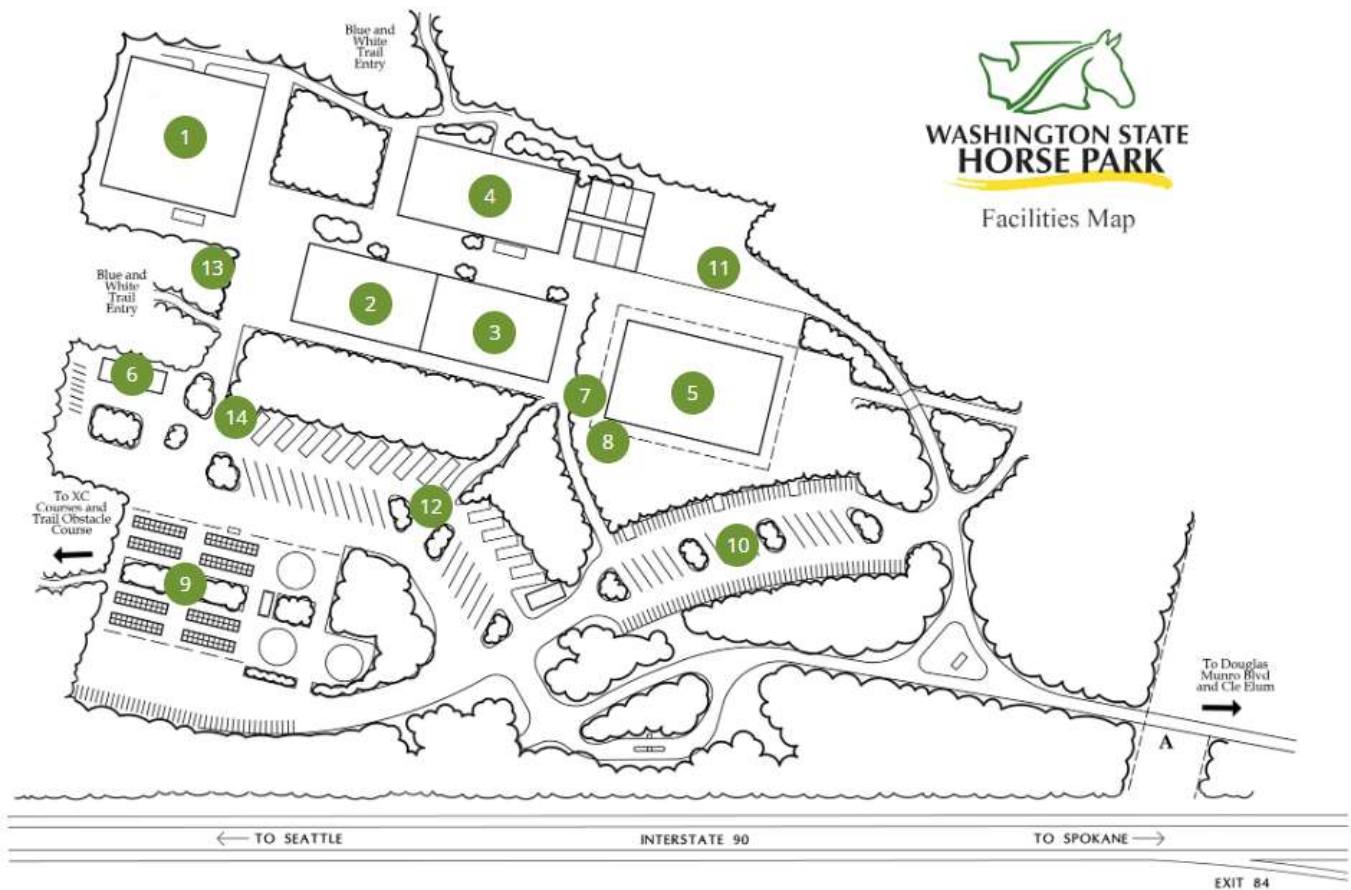 Blue and
White
Trail
Entry
WASHINGTON STATE
HORSE PARK
Facilities Map
1
4
13
11
Blue and
White
Trail
Entry
2
3
6
7
5
14
8
To XC
Courses and
Trail Obstacle
Course
12
10
9
To Douglas
Munro Blvd
and Cle Elum
A
TO SEATTLE
INTERSTATE 90
TO SPOKANE
EXIT 84